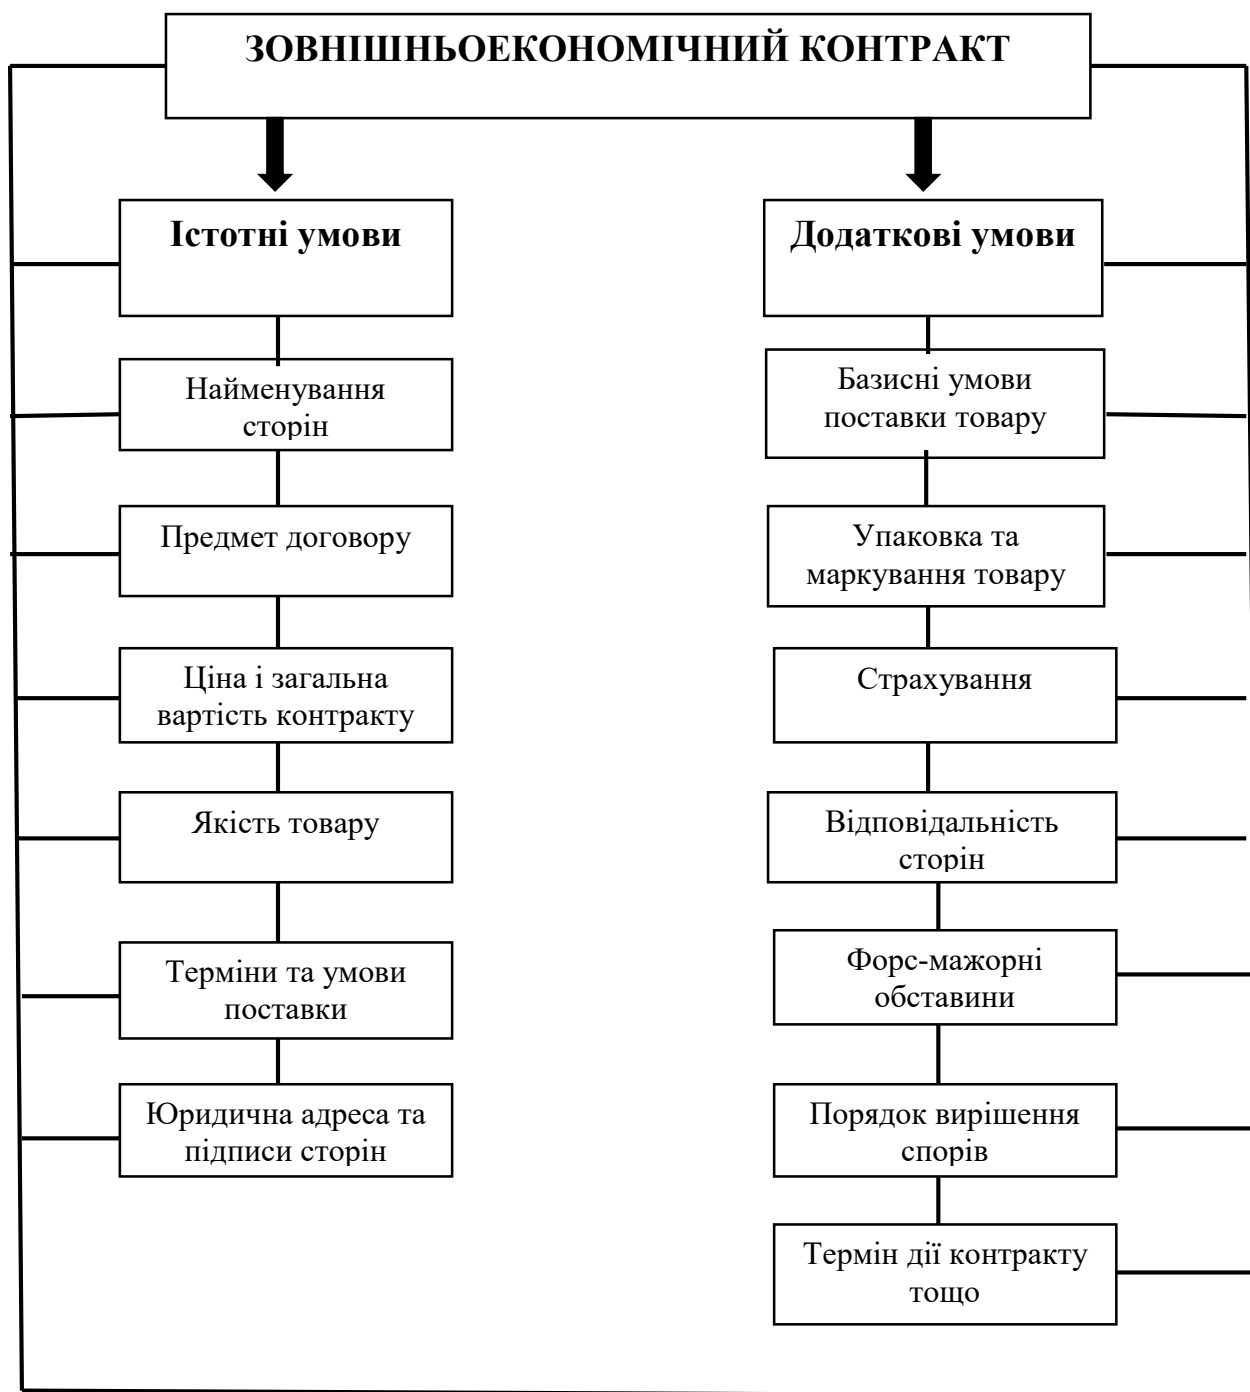 ЗОВНІШНЬОЕКОНОМІЧНИЙ КОНТРАКТ
Істотні умови
Найменування
сторін
Предмет договору
Ціна і загальна
вартість контракту
Якість товару
Терміни та умови
поставки
Юридична адреса та
підписи сторін
Додаткові умови
Базисні умови
поставки товару
Упаковка та
маркування товару
Страхування
Відповідальність
сторін
Форс-мажорні
обставини
Порядок вирішення
спорів
Термін дії контракту
тощо